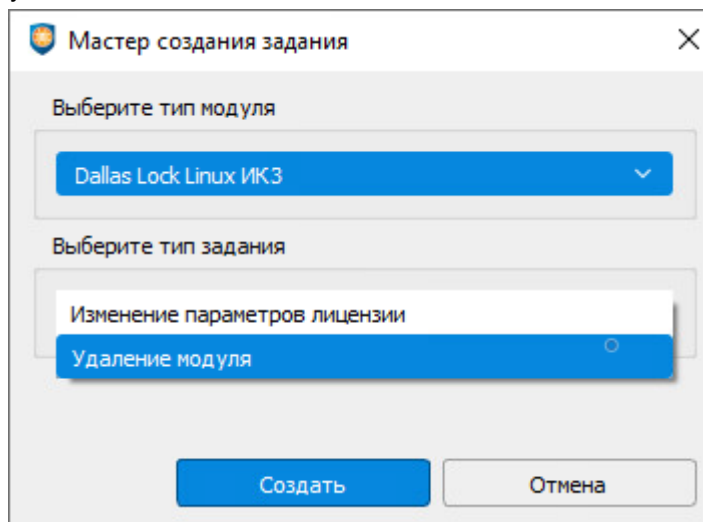 Мастер создания задания
Выберите тип модуля
Dallas Lock Linux ИКЗ
Выберите тип задания
Изменение параметров лицензии
Удаление модуля
Создать
Отмена